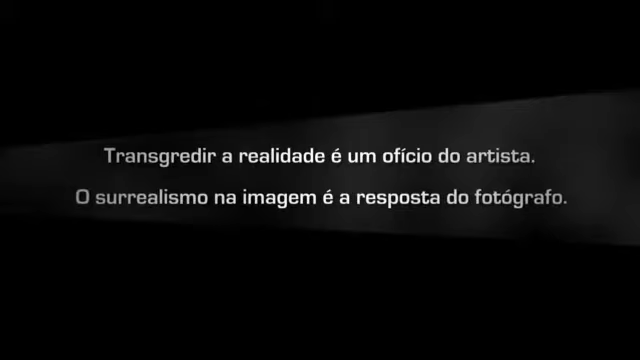 Transgredir a realidade é um ofício do artista.
O surrealismo na imagem é a resposta do fotógrafo.